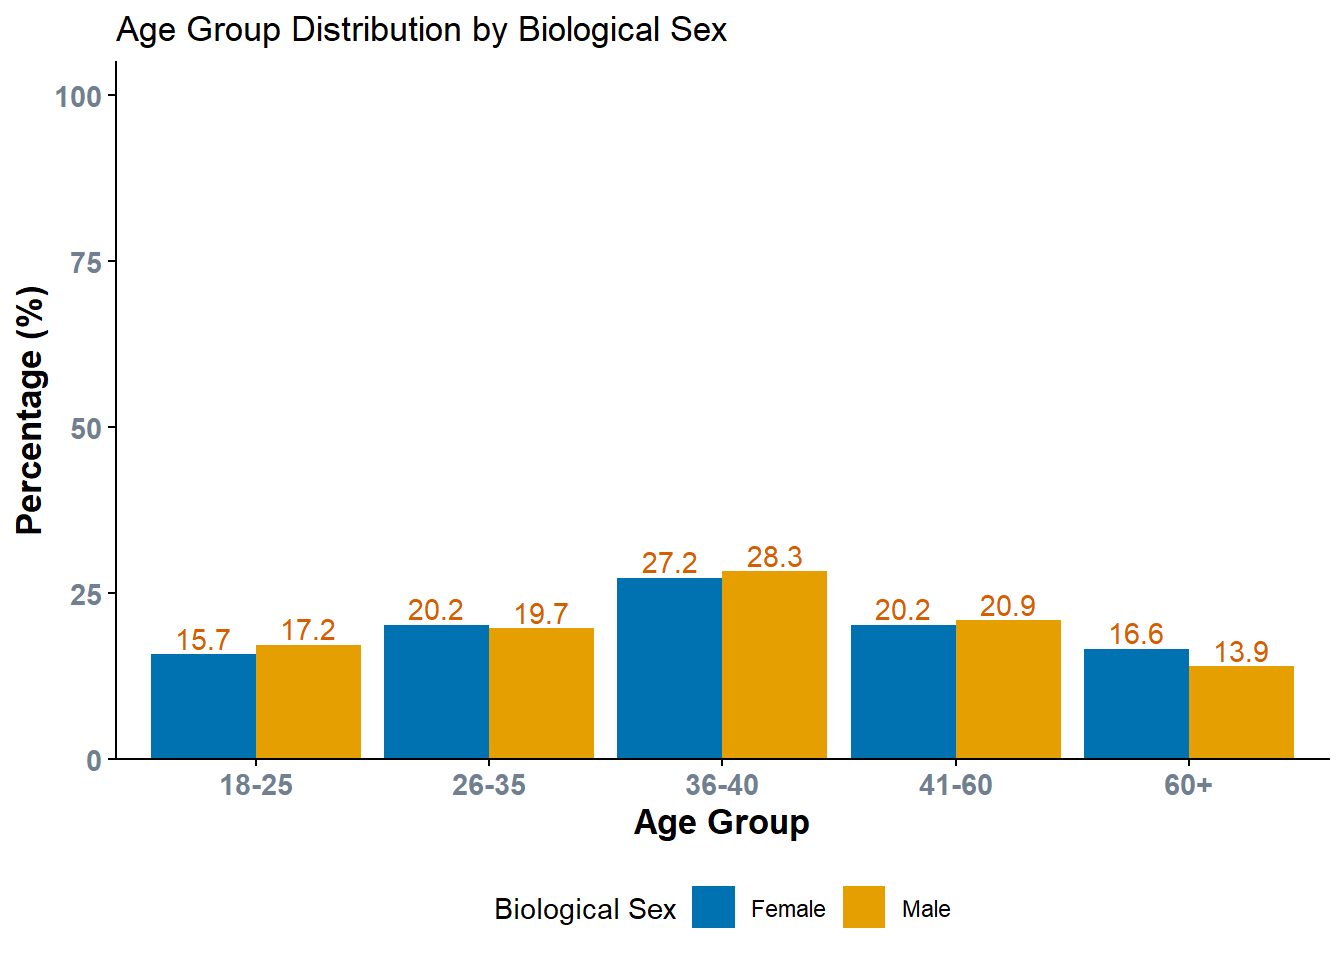 Age Group Distribution by Biological Sex
100
75
50
25
0
Percentage (%)
15.7 17.2 20.2 19.7 27.2 28.3 20.2 20.9 16.6 13.9
18-25 26-35 36-40 41-60 60+
Age Group
Biological Sex Female Male